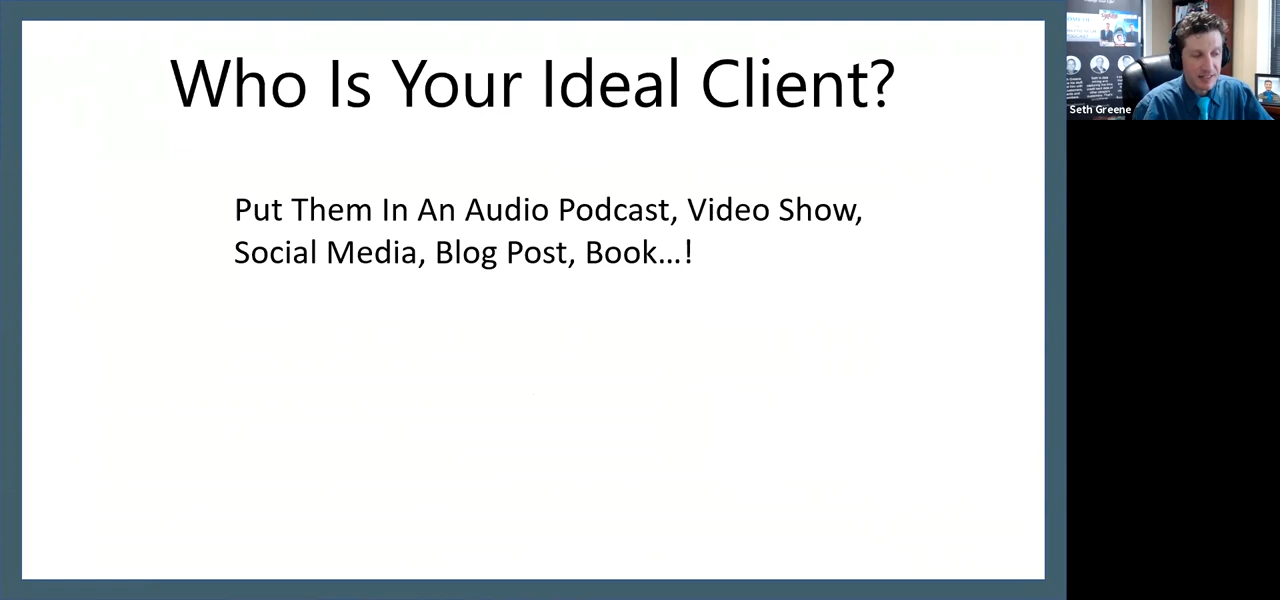 Who Is Your Ideal Client?
Put Them In An Audio Podcast, Video Show,
Social Media, Blog Post, Book...!
Seth Greene